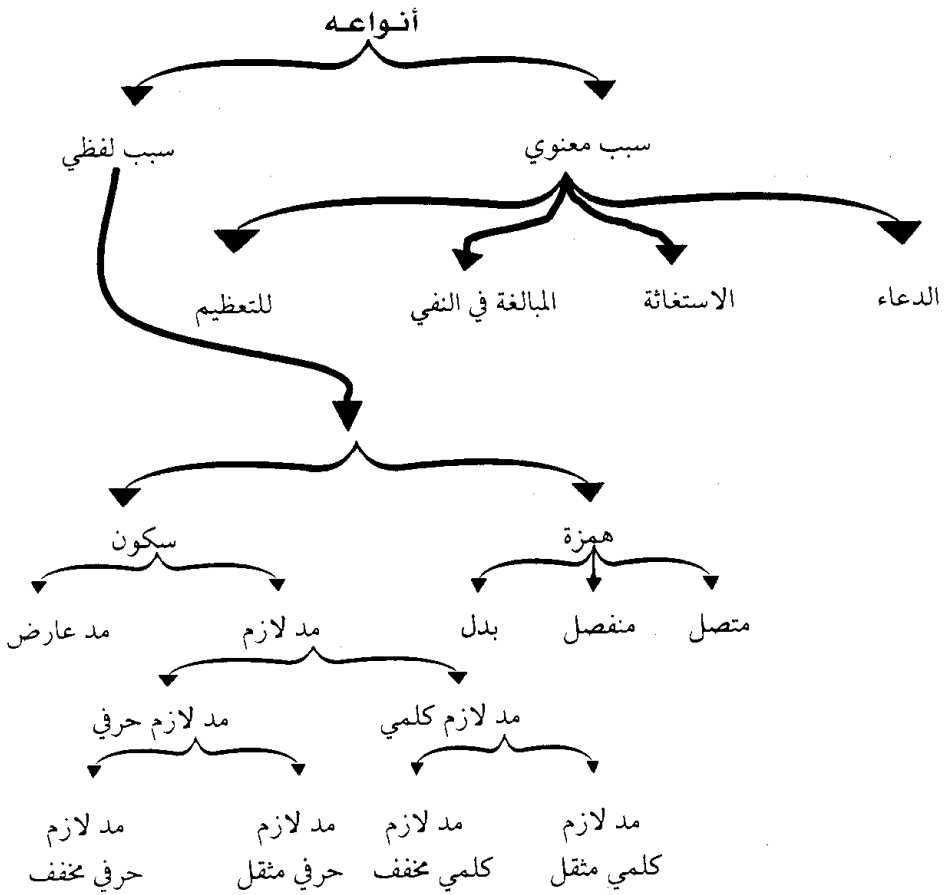 أنـواعـه
سبب معنوي
سبب لفظي
الدعاء
الاستغاثة
المبالغة في النفي
للتعظيم
همزة
سكون
متصل
منفصل
بدل
مد لازم
مد عارض
مد لازم كلمي
مد لازم حرفي
مد لازم
كلمي مثقل
مد لازم
كلمي مخفف
مد لازم
حرفي مثقل
مد لازم
حرفي مخفف